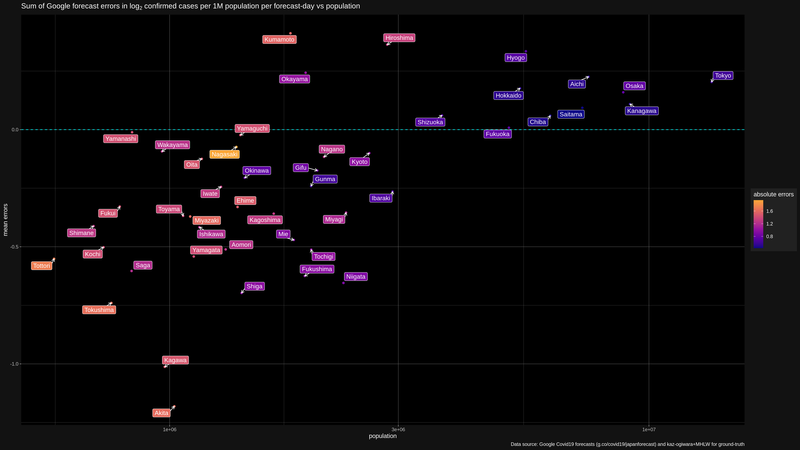 Sum of Google forecast errors in log2 confirmed cases per 1M population per forecast-day vs population
Kumamoto
Hiroshima
Hyogo
Okayama
Tokyo
Aichi
Osaka
Hokkaido
Kanagawa
Saitama
Shizuoka
Chiba
Yamaguchi
0.0
Fukuoka
Yamanashi
Wakayama
Nagano
Nagasaki
Kyoto
Oita
Gifu
Okinawa
Gunma
Iwate
Ibaraki
absolute errors
Ehime
1.6
1.2
0.8
Toyama
Fukui
Miyazaki
Kagoshima
Miyagi
mean errors
Shimane
Ishikawa
Mie
Aomori
-0.5
Yamagata
Kochi
Tochigi
Tottori
Saga
Fukushima
Niigata
Shiga
Tokushima
Kagawa
-1.0
Akita
1e+06
3e+06
1e+07
population
Data source: Google Covid19 forecasts (g.co/covid19/japanforecast) and kaz-ogiwara+MHLW for ground-truth